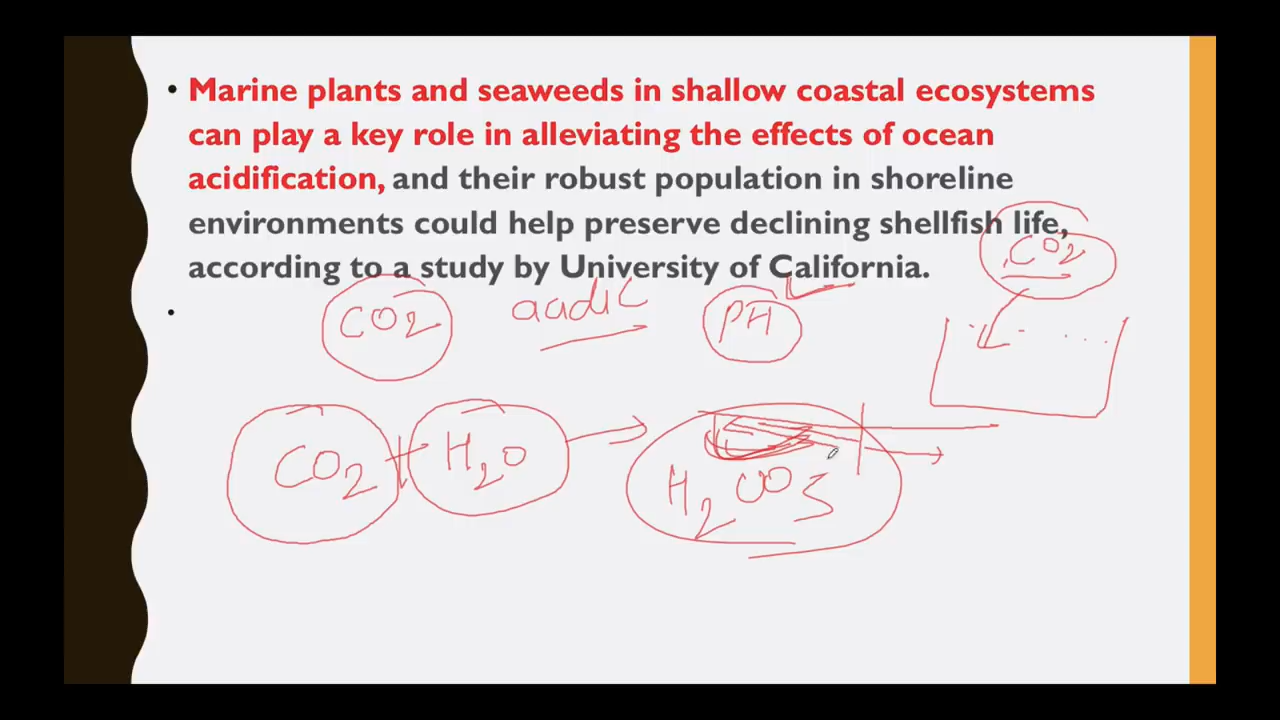 • Marine plants and seaweeds in shallow coastal ecosystems
can play a key role in alleviating the effects of ocean
acidification, and their robust population in shoreline
environments could help preserve declining shellfish life,
according to a study by University of California.
•
CO2
CO2 acidic PH
CO2 + H2O → H2CO3